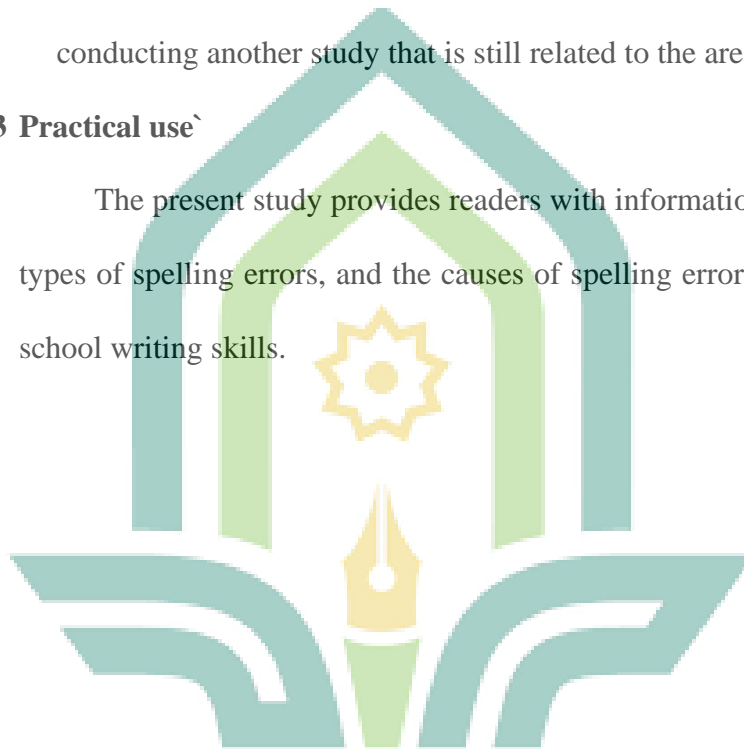 conducting another study that is still related to the are
3 Practical use`
The present study provides readers with informatio
types of spelling errors, and the causes of spelling error
school writing skills.